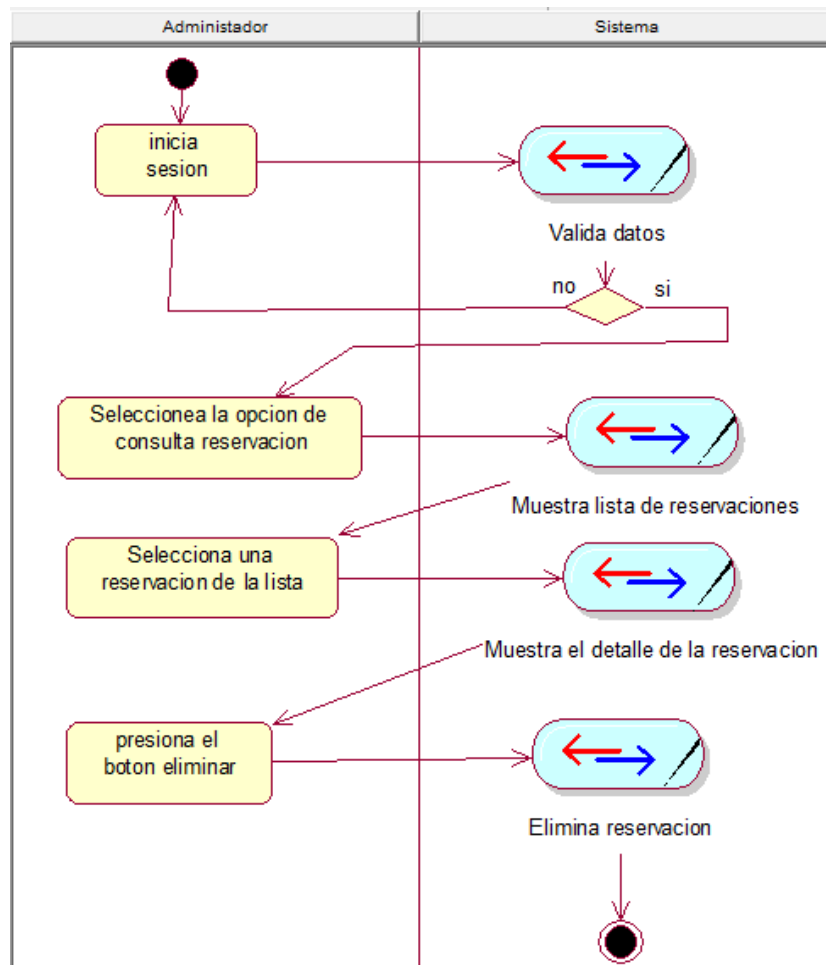 Administador
Sistema
inicia
sesion
Valida datos
no
si
Seleccionea la opcion de
consulta reservacion
Muestra lista de reservaciones
Selecciona una
reservacion de la lista
Muestra el detalle de la reservacion
presiona el
boton eliminar
Elimina reservacion